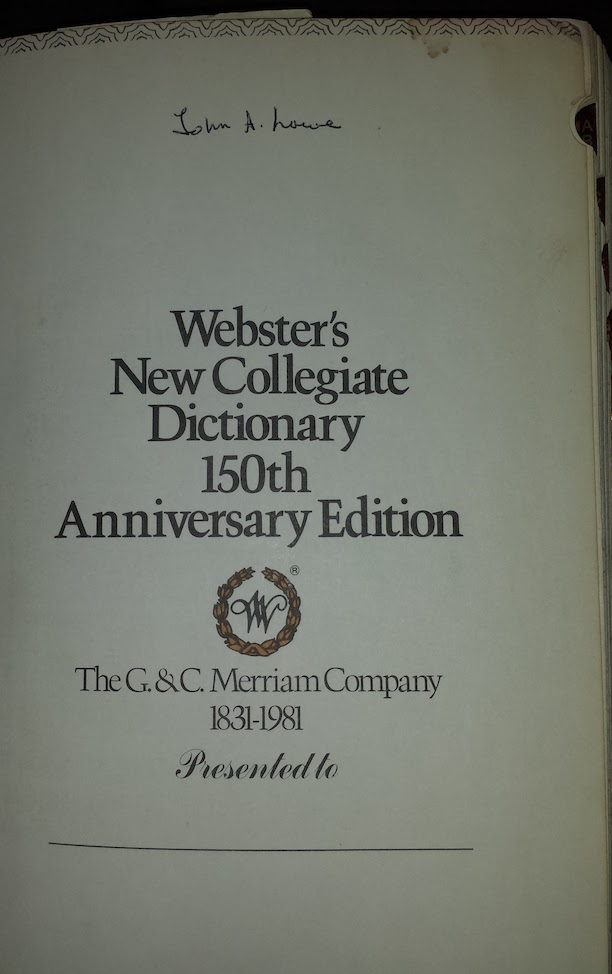 John A. Lowe
Webster's
New Collegiate
Dictionary
150th
Anniversary Edition
W
®
The G. & C. Merriam Company
1831-1981
Presented to